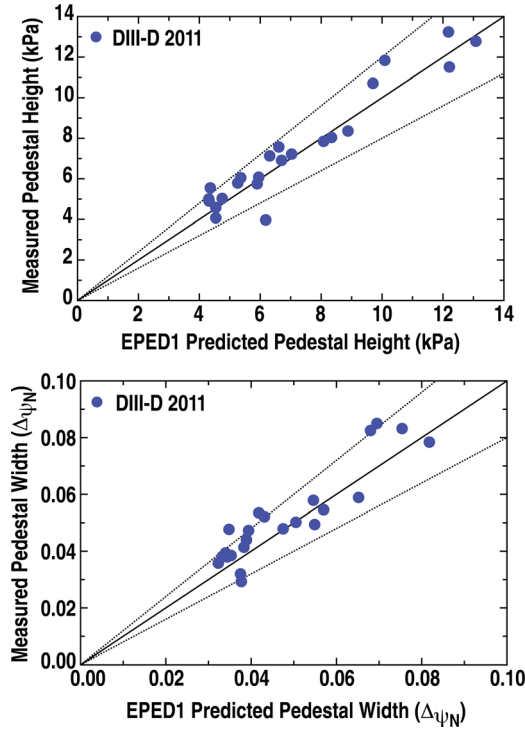 14
12
10
8
6
4
2
0
Measured Pedestal Height (kPa)
DIII-D 2011
0 2 4 6 8 10 12 14
EPED1 Predicted Pedestal Height (kPa)
0.10
0.08
0.06
0.04
0.02
0.00
Measured Pedestal Width (ΔψN)
DIII-D 2011
0.00 0.02 0.04 0.06 0.08 0.10
EPED1 Predicted Pedestal Width (ΔψN)